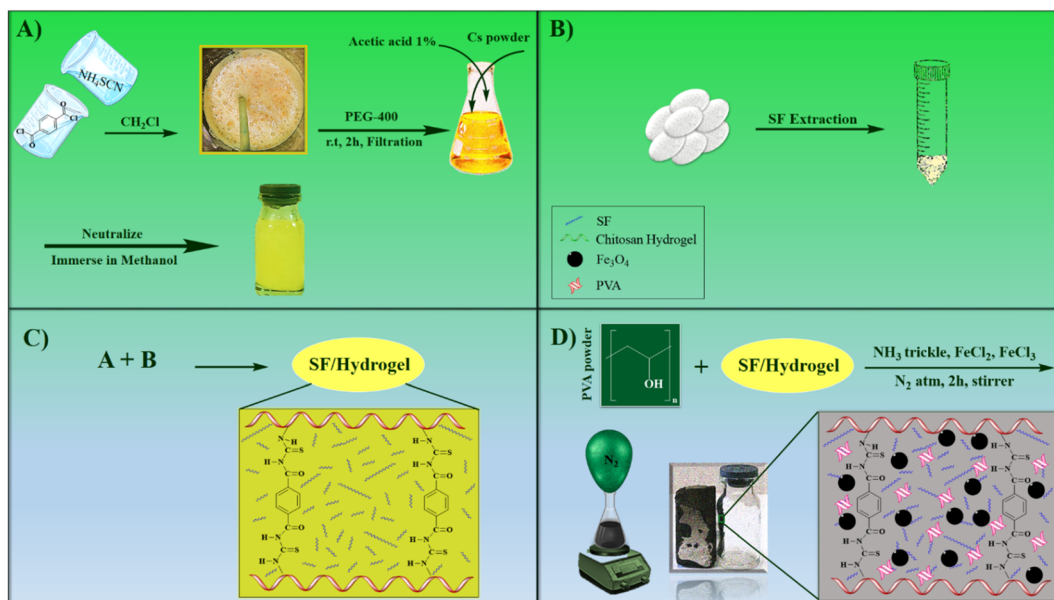 A)
NH₄SCN
O
Cl
Cl
O
CH₂Cl
PEG-400
r.t, 2h, Filtration
Acetic acid 1%
Cs powder
Neutralize
Immerse in Methanol
B)
SF Extraction
SF
Chitosan Hydrogel
Fe₃O₄
PVA
C)
A + B
SF/Hydrogel
N H
C=S
H-N
C=O
C=O
H-N
C=S
H-N
N-H
C=S
N-H
C=O
C=O
N-H
C=S
N-H
D)
PVA powder
OH
n
+
SF/Hydrogel
NH₃ trickle, FeCl₂, FeCl₃
N₂ atm, 2h, stirrer
N₂
N H
C=S
H-N
C=O
C=O
H-N
C=S
H-N
N-H
C=S
N-H
C=O
C=O
N-H
C=S
N-H